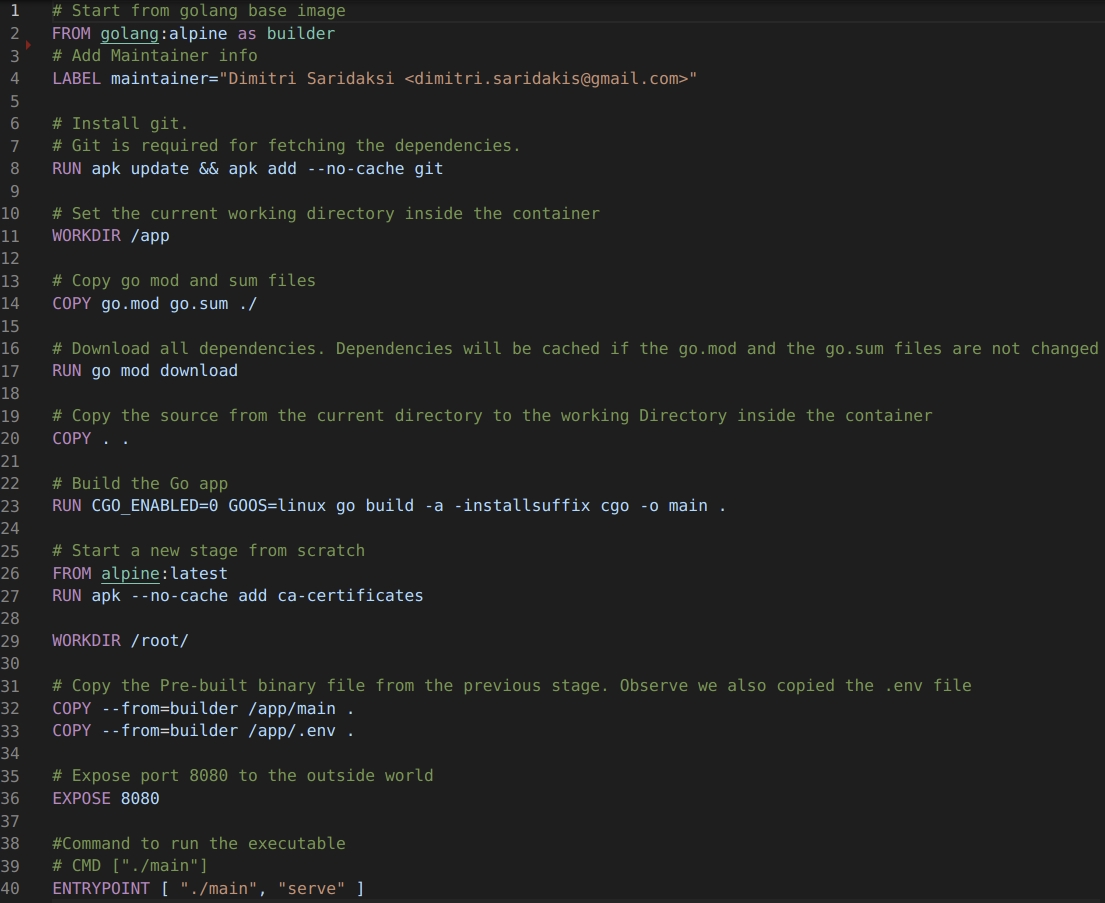 1 # Start from golang base image
2 FROM golang:alpine as builder
3 # Add Maintainer info
4 LABEL maintainer="Dimitri Saridaksi <dimitri.saridakis@gmail.com>"
5
6 # Install git.
7 # Git is required for fetching the dependencies.
8 RUN apk update && apk add --no-cache git
9
10 # Set the current working directory inside the container
11 WORKDIR /app
12
13 # Copy go mod and sum files
14 COPY go.mod go.sum ./
15
16 # Download all dependencies. Dependencies will be cached if the go.mod and the go.sum files are not changed
17 RUN go mod download
18
19 # Copy the source from the current directory to the working Directory inside the container
20 COPY . .
21
22 # Build the Go app
23 RUN CGO_ENABLED=0 GOOS=linux go build -a -installsuffix cgo -o main .
24
25 # Start a new stage from scratch
26 FROM alpine:latest
27 RUN apk --no-cache add ca-certificates
28
29 WORKDIR /root/
30
31 # Copy the Pre-built binary file from the previous stage. Observe we also copied the .env file
32 COPY --from=builder /app/main .
33 COPY --from=builder /app/.env .
34
35 # Expose port 8080 to the outside world
36 EXPOSE 8080
37
38 #Command to run the executable
39 # CMD ["./main"]
40 ENTRYPOINT [ "./main", "serve" ]